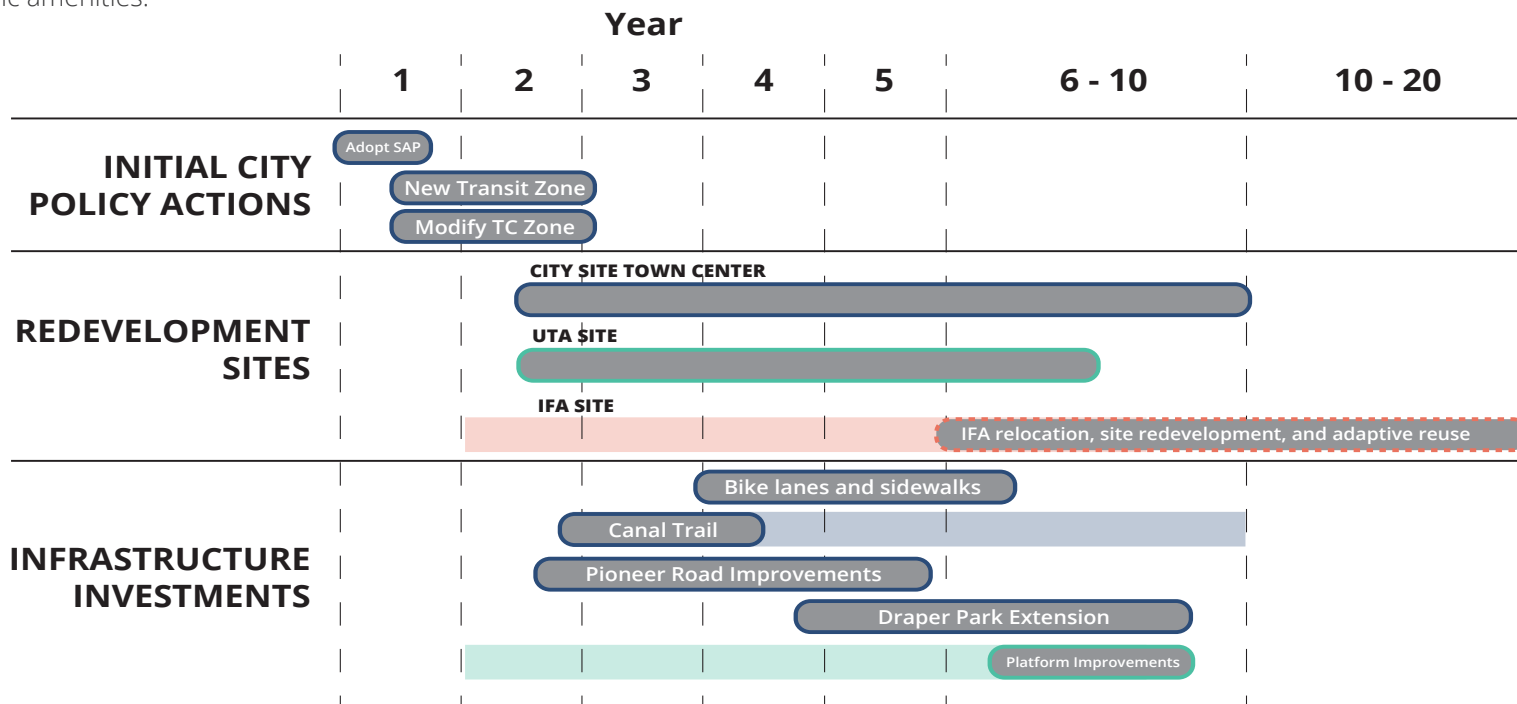 amenities.
Year
1 2 3 4 5 6 - 10 10 - 20
INITIAL CITY
POLICY ACTIONS
Adopt SAP
New Transit Zone
Modify TC Zone
REDEVELOPMENT
SITES
CITY SITE TOWN CENTER
UTA SITE
IFA SITE
IFA relocation, site redevelopment, and adaptive reuse
INFRASTRUCTURE
INVESTMENTS
Bike lanes and sidewalks
Canal Trail
Pioneer Road Improvements
Draper Park Extension
Platform Improvements